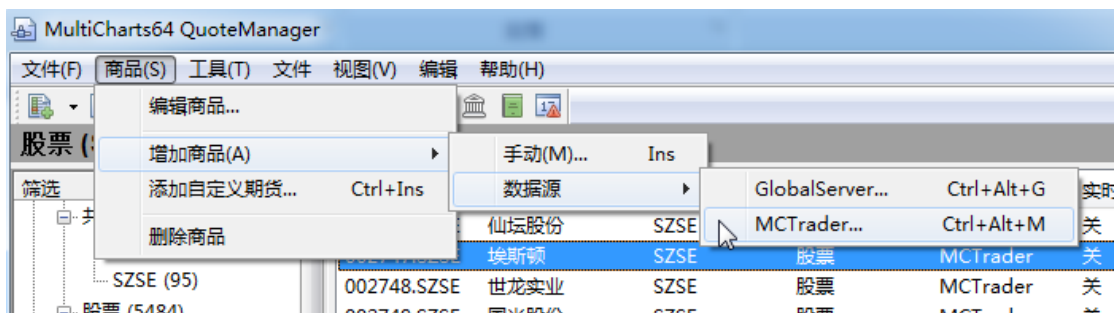 MultiCharts64 QuoteManager
文件(F) 商品(S) 工具(T) 文件 视图(V) 编辑 帮助(H)
编辑商品...
股票 (
增加商品(A) 手动(M)... Ins
筛选 添加自定义期货... Ctrl+Ins 数据源 GlobalServer... Ctrl+Alt+G 实时
仙坛股份 SZSE MCTrader... Ctrl+Alt+M 关
删除商品
埃斯顿 SZSE 股票 MCTrader 关
SZSE (95) 002748.SZSE 世龙实业 SZSE 股票 MCTrader 关
股票 (5484)